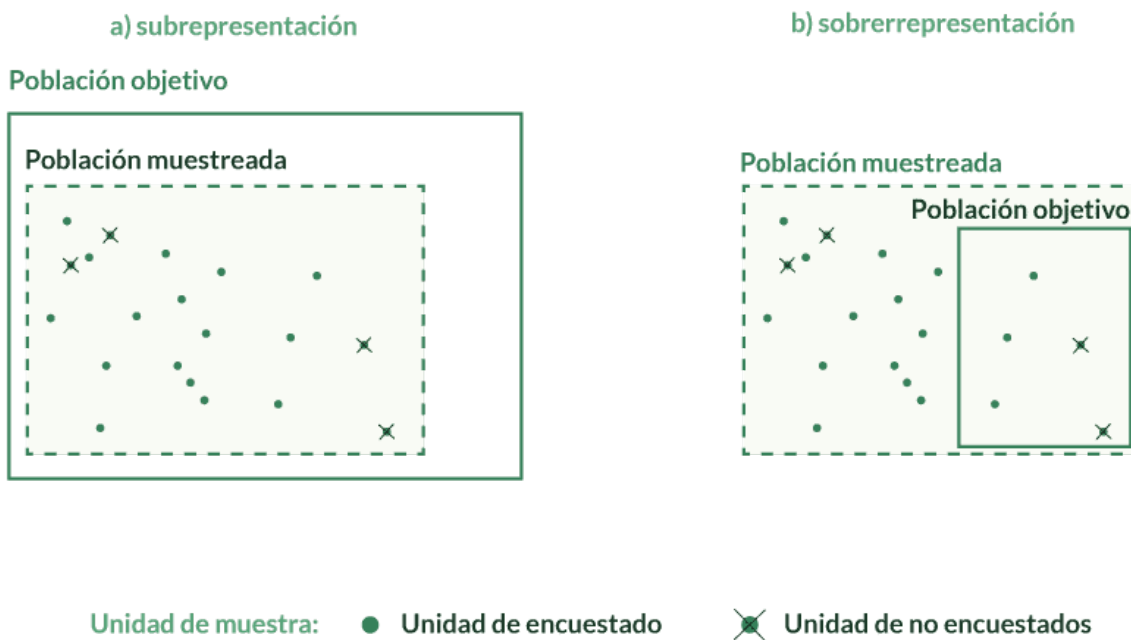 a) subrepresentación
Población objetivo
Población muestreada
b) sobrerrepresentación
Población muestreada
Población objetivo
Unidad de muestra: Unidad de encuestado Unidad de no encuestados